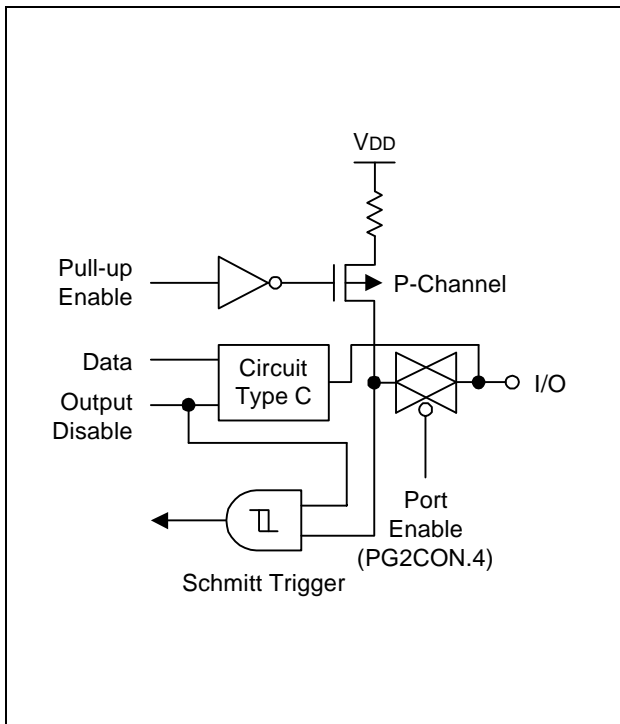 VDD
Pull-up
Enable
P-Channel
Data
Circuit
Type C
I/O
Output
Disable
Port
Enable
(PG2CON.4)
Schmitt Trigger